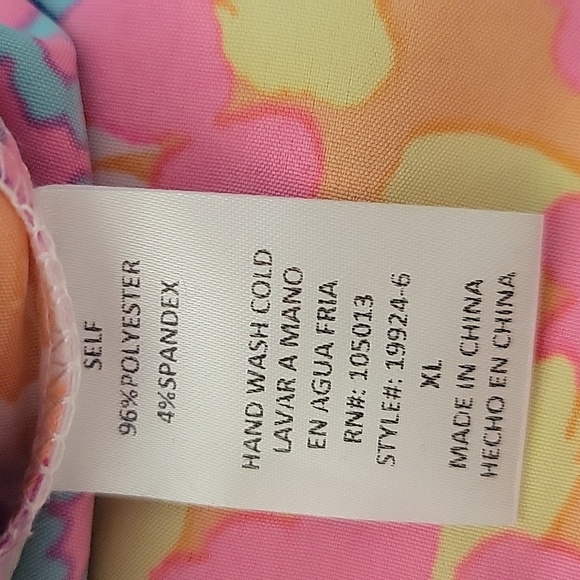 SELF
96%POLYESTER
4%SPANDEX
HAND WASH COLD
LAVAR A MANO
EN AGUA FRIA
RN#: 105013
STYLE#: 19924-6
XL
MADE IN CHINA
HECHO EN CHINA